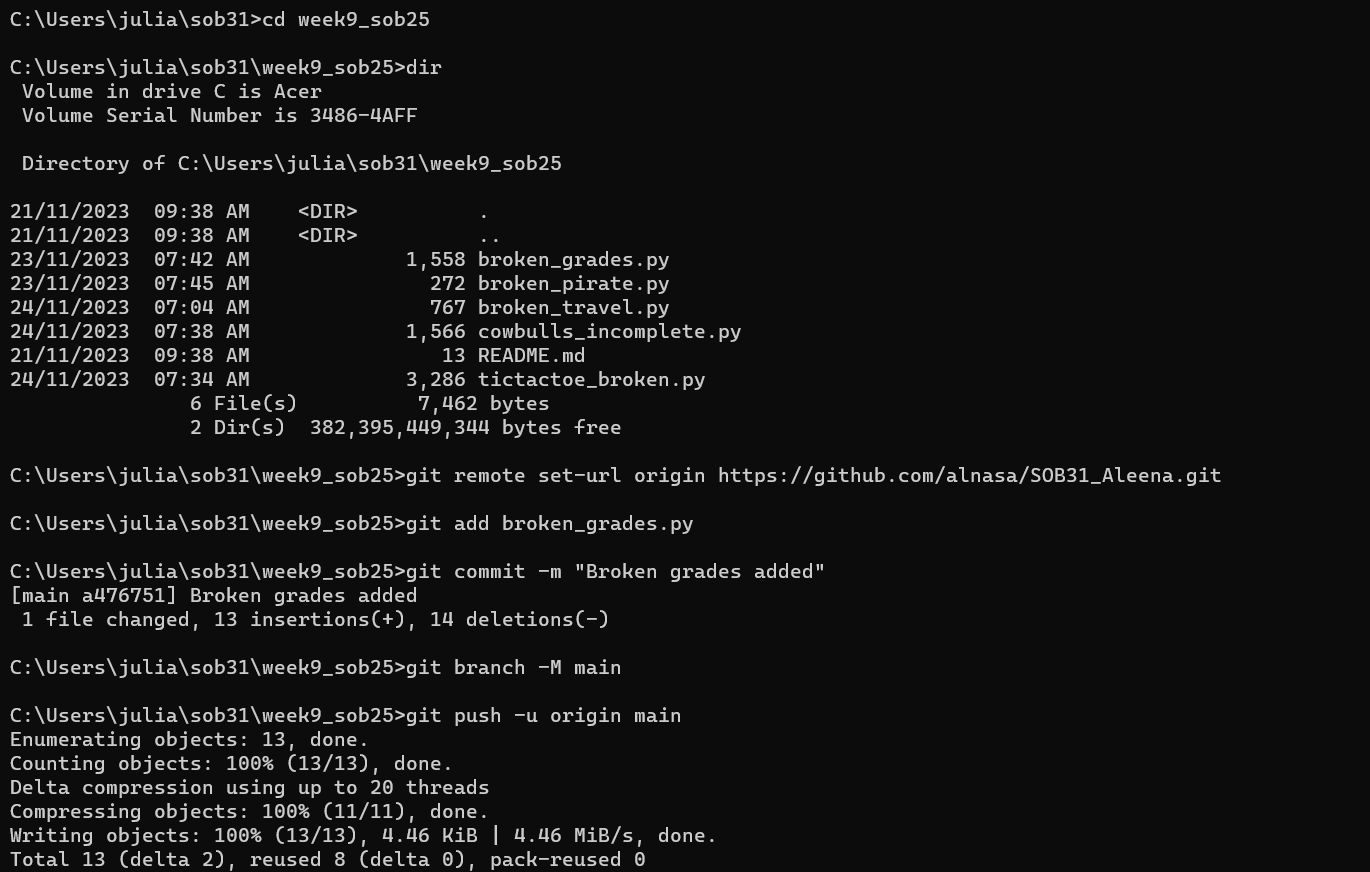 C:\Users\julia\sob31>cd week9_sob25
C:\Users\julia\sob31\week9_sob25>dir
 Volume in drive C is Acer
 Volume Serial Number is 3486-4AFF
 Directory of C:\Users\julia\sob31\week9_sob25
21/11/2023  09:38 AM    <DIR>          .
21/11/2023  09:38 AM    <DIR>          ..
23/11/2023  07:42 AM             1,558 broken_grades.py
23/11/2023  07:45 AM               272 broken_pirate.py
24/11/2023  07:04 AM               767 broken_travel.py
24/11/2023  07:38 AM             1,566 cowbulls_incomplete.py
21/11/2023  09:38 AM                13 README.md
24/11/2023  07:34 AM             3,286 tictactoe_broken.py
               6 File(s)          7,462 bytes
               2 Dir(s)  382,395,449,344 bytes free
C:\Users\julia\sob31\week9_sob25>git remote set-url origin https://github.com/alnasa/SOB31_Aleena.git
C:\Users\julia\sob31\week9_sob25>git add broken_grades.py
C:\Users\julia\sob31\week9_sob25>git commit -m "Broken grades added"
[main a476751] Broken grades added
 1 file changed, 13 insertions(+), 14 deletions(-)
C:\Users\julia\sob31\week9_sob25>git branch -M main
C:\Users\julia\sob31\week9_sob25>git push -u origin main
Enumerating objects: 13, done.
Counting objects: 100% (13/13), done.
Delta compression using up to 20 threads
Compressing objects: 100% (11/11), done.
Writing objects: 100% (13/13), 4.46 KiB | 4.46 MiB/s, done.
Total 13 (delta 2), reused 8 (delta 0), pack-reused 0